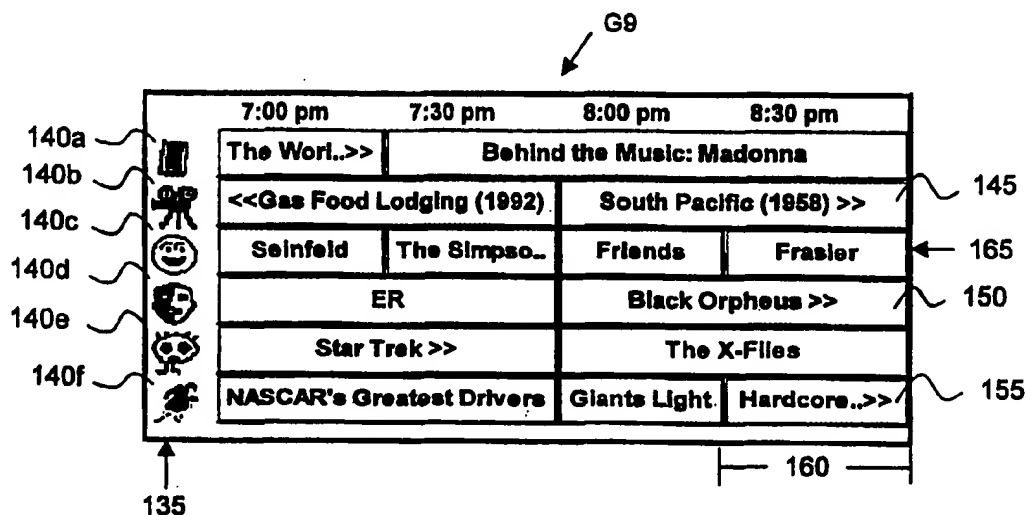 G9
7:00 pm 7:30 pm 8:00 pm 8:30 pm
140a The Worl..>> Behind the Music: Madonna
140b <<Gas Food Lodging (1992) South Pacific (1958) >> 145
140c Seinfeld The Simpso.. Friends Frasier 165
140d ER Black Orpheus >> 150
140e Star Trek >> The X-Files
140f NASCAR's Greatest Drivers Giants Light. Hardcore..>> 155
160
135